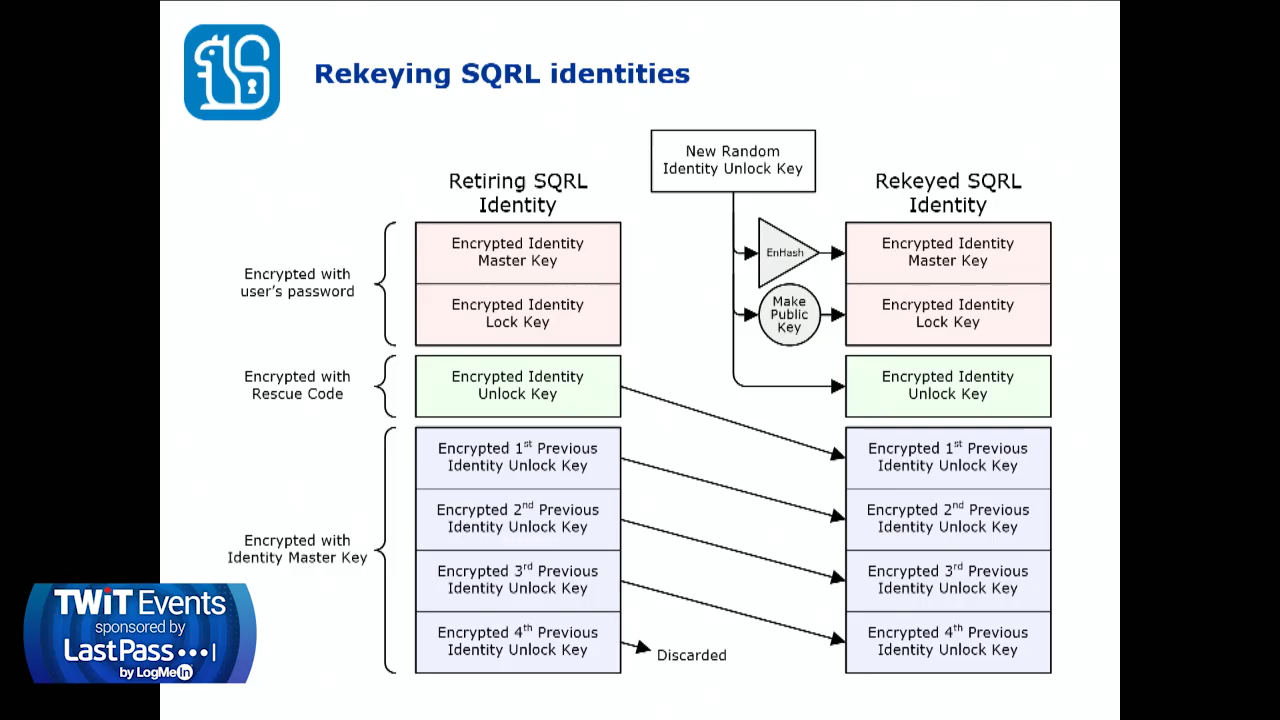 Rekeying SQRL identities
New Random
Identity Unlock Key
Retiring SQRL
Identity
Rekeyed SQRL
Identity
Encrypted with
user's password
Encrypted Identity
Master Key
EnHash
Encrypted Identity
Master Key
Encrypted Identity
Lock Key
Make
Public
Key
Encrypted Identity
Lock Key
Encrypted with
Rescue Code
Encrypted Identity
Unlock Key
Encrypted Identity
Unlock Key
Encrypted with
Identity Master Key
Encrypted 1st Previous
Identity Unlock Key
Encrypted 1st Previous
Identity Unlock Key
Encrypted 2nd Previous
Identity Unlock Key
Encrypted 2nd Previous
Identity Unlock Key
Encrypted 3rd Previous
Identity Unlock Key
Encrypted 3rd Previous
Identity Unlock Key
Encrypted 4th Previous
Identity Unlock Key
Discarded
Encrypted 4th Previous
Identity Unlock Key
TWiT Events
sponsored by
LastPass•••|
by LogMeIn